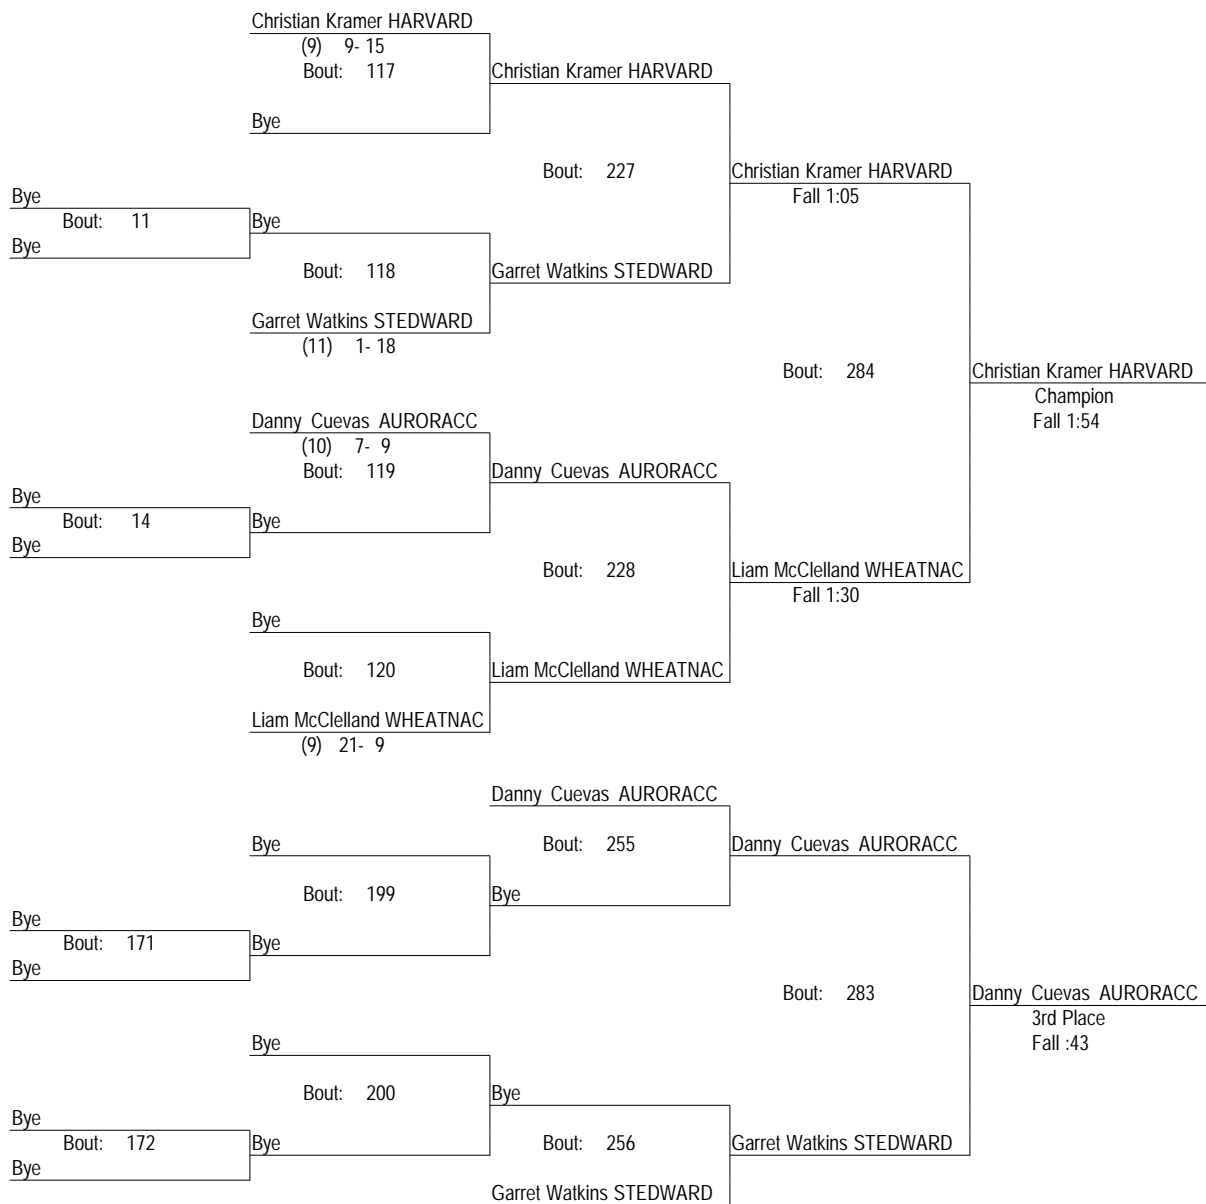 Christian Kramer HARVARD
(9) 9- 15
Bout: 117
Christian Kramer HARVARD
Bye
Bout: 227
Christian Kramer HARVARD
Fall 1:05
Bye
Bout: 11
Bye
Bye
Bout: 118
Garret Watkins STEDWARD
Garret Watkins STEDWARD
(11) 1- 18
Bout: 284
Christian Kramer HARVARD
Champion
Fall 1:54
Danny Cuevas AURORACC
(10) 7- 9
Bout: 119
Danny Cuevas AURORACC
Bye
Bout: 14
Bye
Bye
Bout: 228
Liam McClelland WHEATNAC
Fall 1:30
Bye
Bout: 120
Liam McClelland WHEATNAC
Liam McClelland WHEATNAC
(9) 21- 9
Danny Cuevas AURORACC
Bye
Bout: 255
Danny Cuevas AURORACC
Bout: 199
Bye
Bye
Bout: 171
Bye
Bye
Bout: 283
Danny Cuevas AURORACC
3rd Place
Fall :43
Bye
Bout: 200
Bye
Bye
Bout: 172
Bye
Bye
Bout: 256
Garret Watkins STEDWARD
Garret Watkins STEDWARD